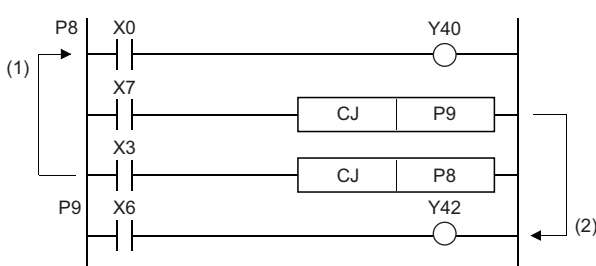 P8 X0 Y40
(1)
X7
CJ P9
X3
CJ P8
P9 X6 Y42
(2)